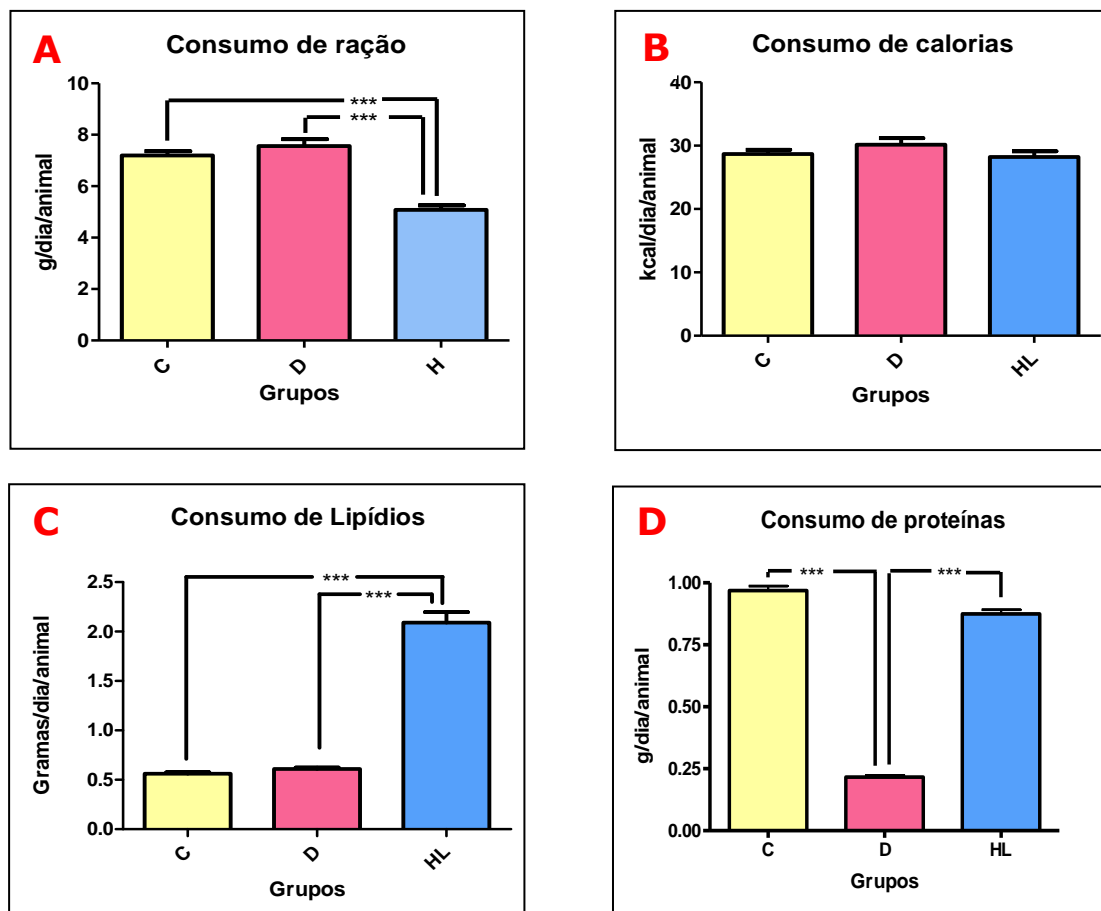 A
Consumo de ração
g/dia/animal
10
8
6
4
2
0
***
***
C
D
H
Grupos
B
Consumo de calorias
kcal/dia/animal
40
30
20
10
0
C
D
HL
Grupos
C
Consumo de Lipídios
Gramas/dia/animal
2.5
2.0
1.5
1.0
0.5
0.0
***
***
C
D
HL
Grupos
D
Consumo de proteínas
g/dia/animal
1.00
0.75
0.50
0.25
0.00
***
***
C
D
HL
Grupos